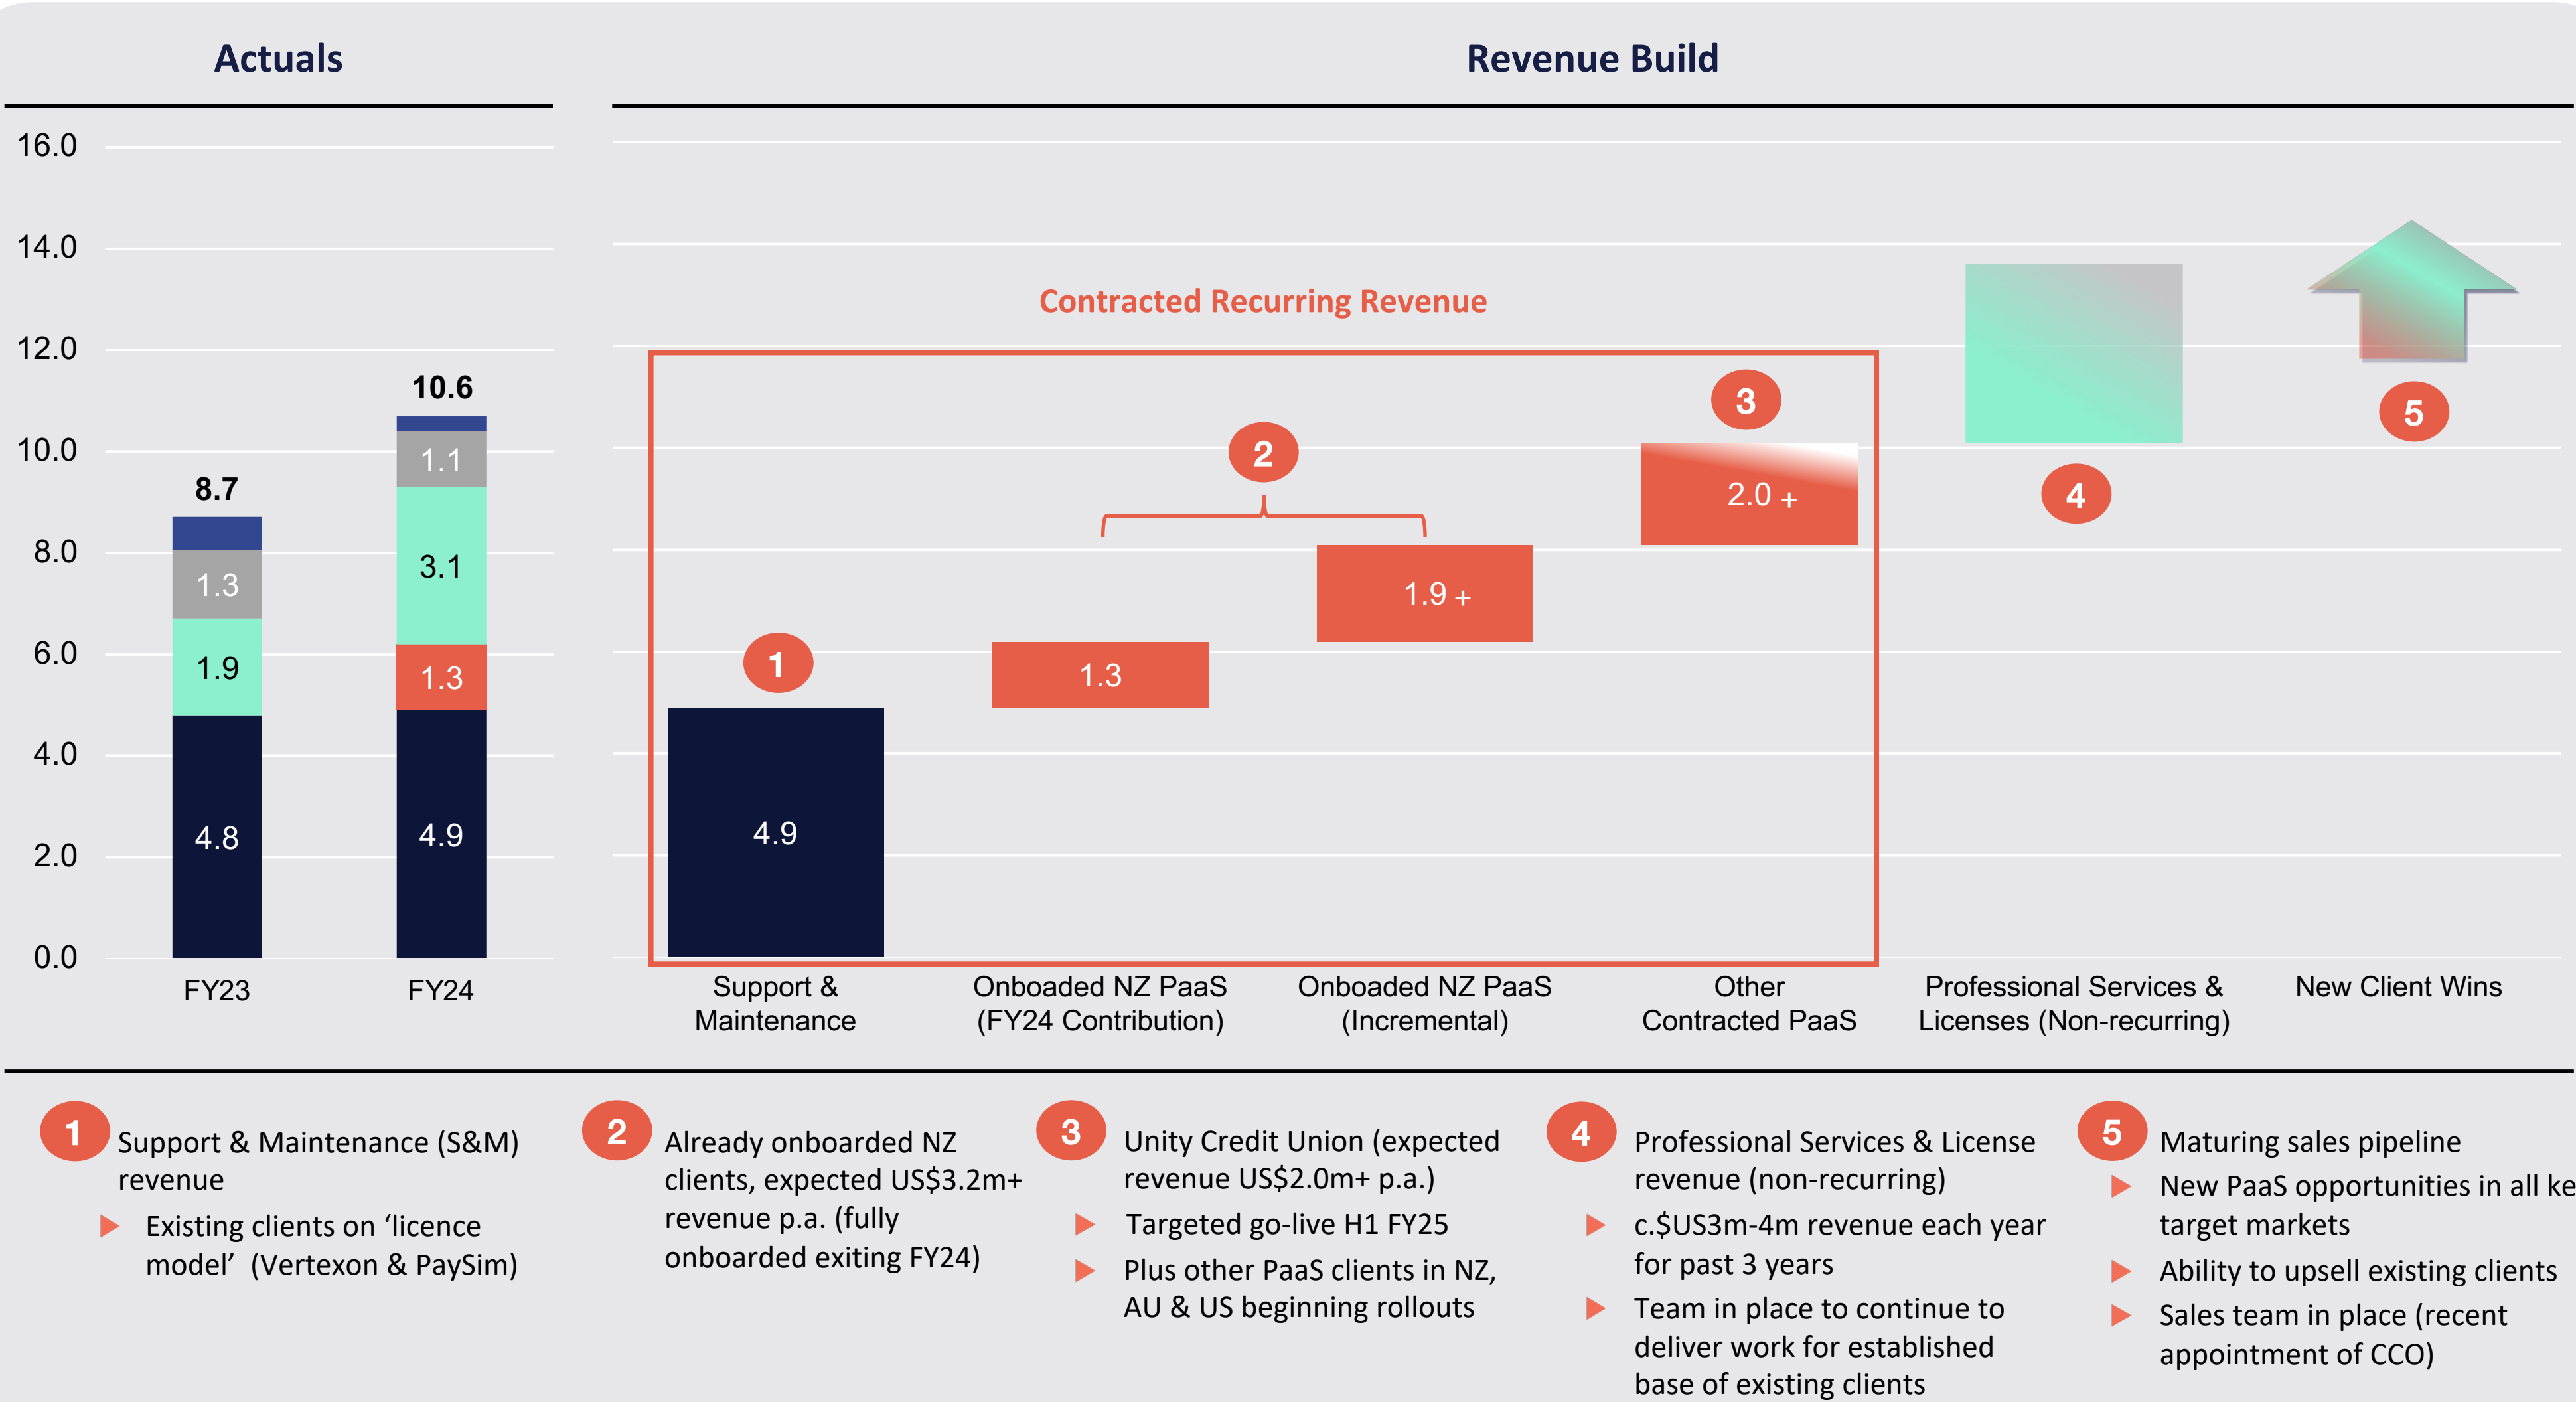 Actuals
Revenue Build
16.0
14.0
12.0
10.0
8.0
6.0
4.0
2.0
0.0
8.7
1.3
1.9
4.8
FY23
10.6
1.1
3.1
1.3
4.9
FY24
Contracted Recurring Revenue
1
4.9
Support &
Maintenance
2
1.3
Onboaded NZ PaaS
(FY24 Contribution)
1.9 +
Onboaded NZ PaaS
(Incremental)
3
2.0 +
Other
Contracted PaaS
4
Professional Services &
Licenses (Non-recurring)
5
New Client Wins
1
Support & Maintenance (S&M)
revenue
Existing clients on ‘licence
model’ (Vertexon & PaySim)
2
Already onboarded NZ
clients, expected US$3.2m+
revenue p.a. (fully
onboarded exiting FY24)
3
Unity Credit Union (expected
revenue US$2.0m+ p.a.)
Targeted go-live H1 FY25
Plus other PaaS clients in NZ,
AU & US beginning rollouts
4
Professional Services & License
revenue (non-recurring)
c.$US3m-4m revenue each year
for past 3 years
Team in place to continue to
deliver work for established
base of existing clients
5
Maturing sales pipeline
New PaaS opportunities in all ke
target markets
Ability to upsell existing clients
Sales team in place (recent
appointment of CCO)